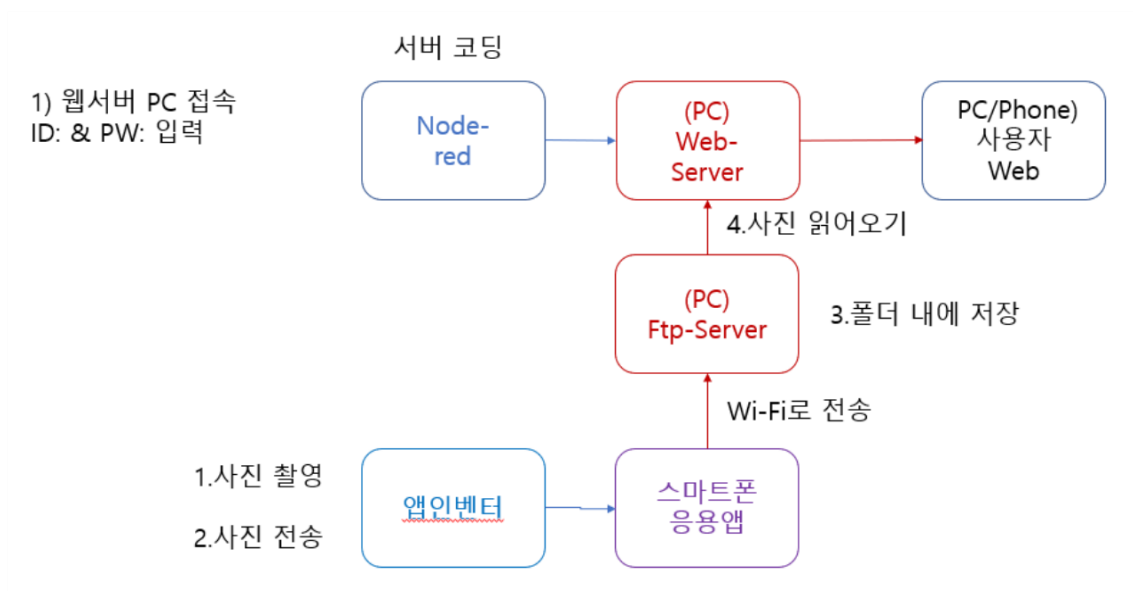 서버 코딩
1) 웹서버 PC 접속
ID: & PW: 입력
Node-
red
(PC)
Web-
Server
PC/Phone)
사용자
Web
4.사진 읽어오기
(PC)
Ftp-Server
3.폴더 내에 저장
Wi-Fi로 전송
1.사진 촬영
2.사진 전송
앱인벤터
스마트폰
응용앱